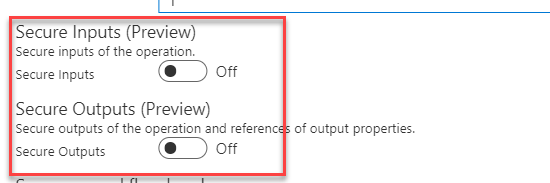 Secure Inputs (Preview)
Secure inputs of the operation.
Secure Inputs Off
Secure Outputs (Preview)
Secure outputs of the operation and references of output properties.
Secure Outputs Off